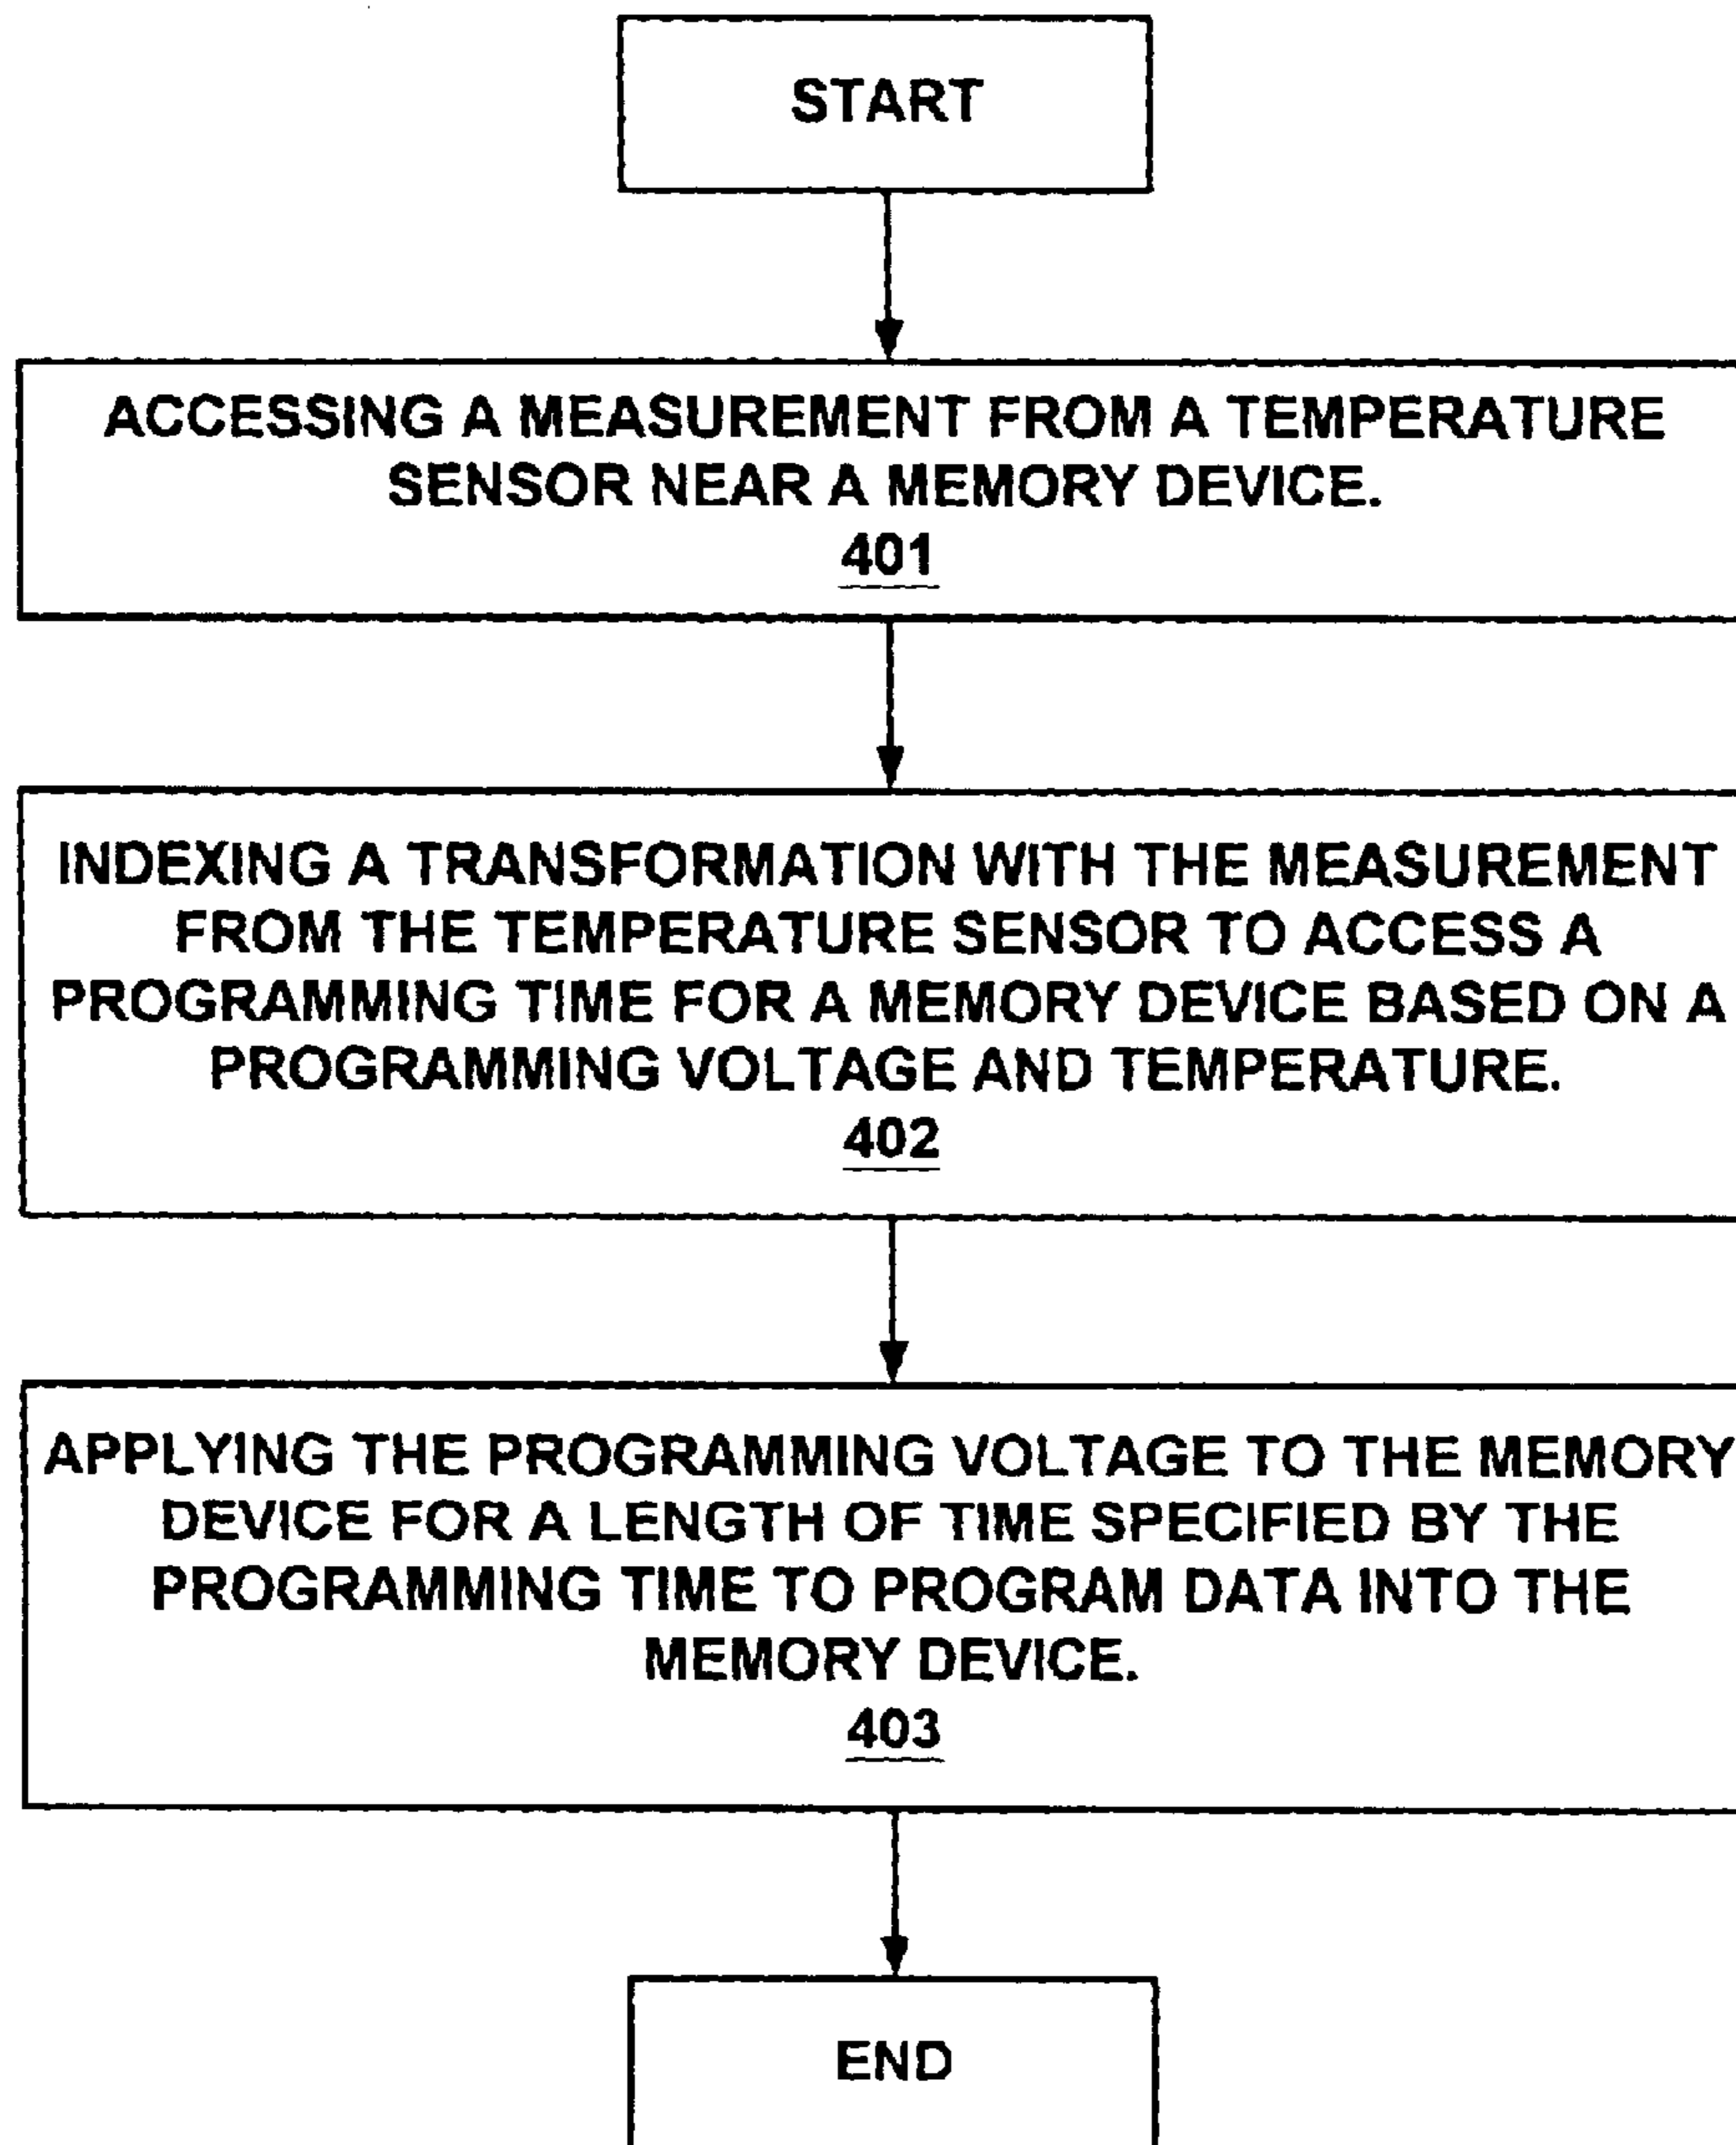 START
ACCESSING A MEASUREMENT FROM A TEMPERATURE
SENSOR NEAR A MEMORY DEVICE.
401
INDEXING A TRANSFORMATION WITH THE MEASUREMENT
FROM THE TEMPERATURE SENSOR TO ACCESS A
PROGRAMMING TIME FOR A MEMORY DEVICE BASED ON A
PROGRAMMING VOLTAGE AND TEMPERATURE.
402
APPLYING THE PROGRAMMING VOLTAGE TO THE MEMORY
DEVICE FOR A LENGTH OF TIME SPECIFIED BY THE
PROGRAMMING TIME TO PROGRAM DATA INTO THE
MEMORY DEVICE.
403
END